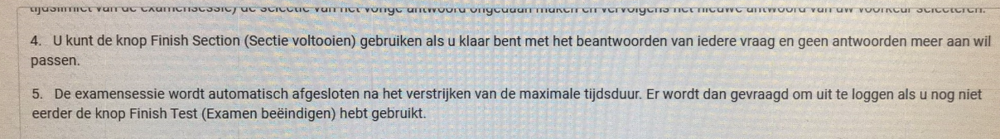 tijdslimiet van de examensessie) de selectie van het vorige antwoord ongedaan maken en vervolgens het nieuwe antwoord van uw voorkeur selecteren.
4. U kunt de knop Finish Section (Sectie voltooien) gebruiken als u klaar bent met het beantwoorden van iedere vraag en geen antwoorden meer aan wil
passen.
5. De examensessie wordt automatisch afgesloten na het verstrijken van de maximale tijdsduur. Er wordt dan gevraagd om uit te loggen als u nog niet
eerder de knop Finish Test (Examen beëindigen) hebt gebruikt.